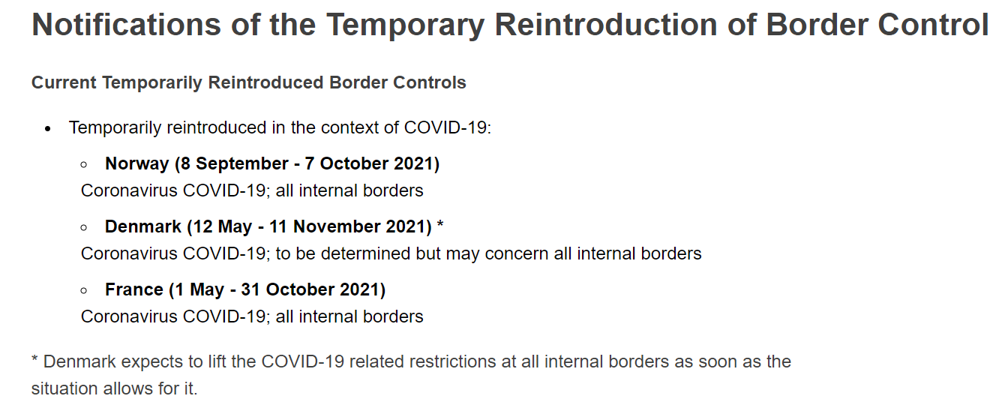 Notifications of the Temporary Reintroduction of Border Control
Current Temporarily Reintroduced Border Controls
Temporarily reintroduced in the context of COVID-19:
Norway (8 September - 7 October 2021)
Coronavirus COVID-19; all internal borders
Denmark (12 May - 11 November 2021) *
Coronavirus COVID-19; to be determined but may concern all internal borders
France (1 May - 31 October 2021)
Coronavirus COVID-19; all internal borders
* Denmark expects to lift the COVID-19 related restrictions at all internal borders as soon as the
situation allows for it.